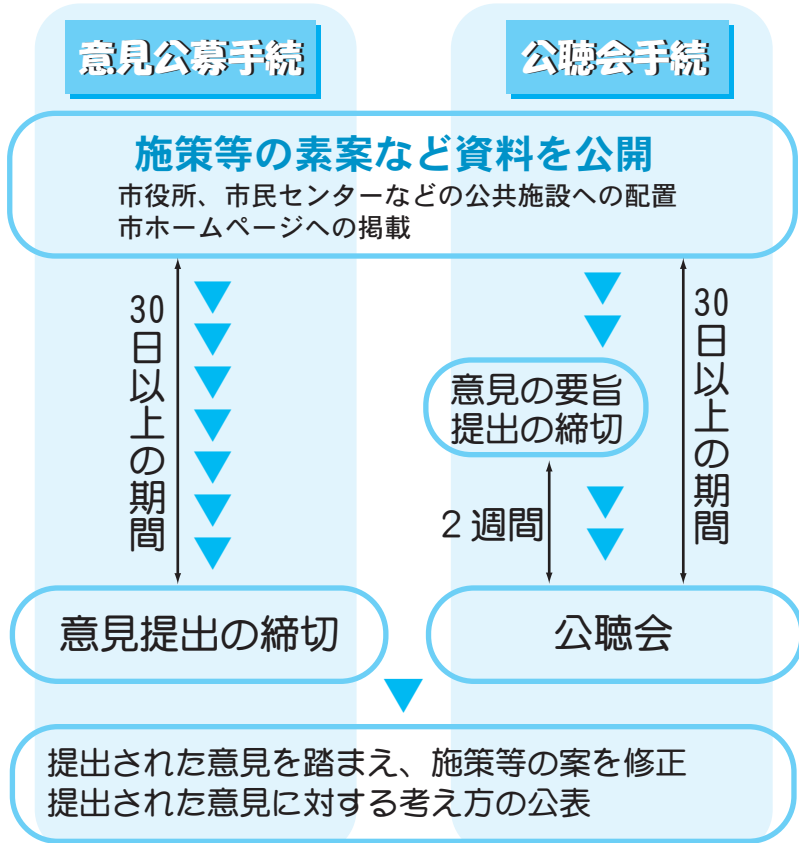 意見公募手続
公聴会手続
施策等の素案など資料を公開
市役所、市民センターなどの公共施設への配置
市ホームページへの掲載
30日以上の期間
意見の要旨
提出の締切
2週間
30日以上の期間
意見提出の締切
公聴会
提出された意見を踏まえ、施策等の案を修正
提出された意見に対する考え方の公表